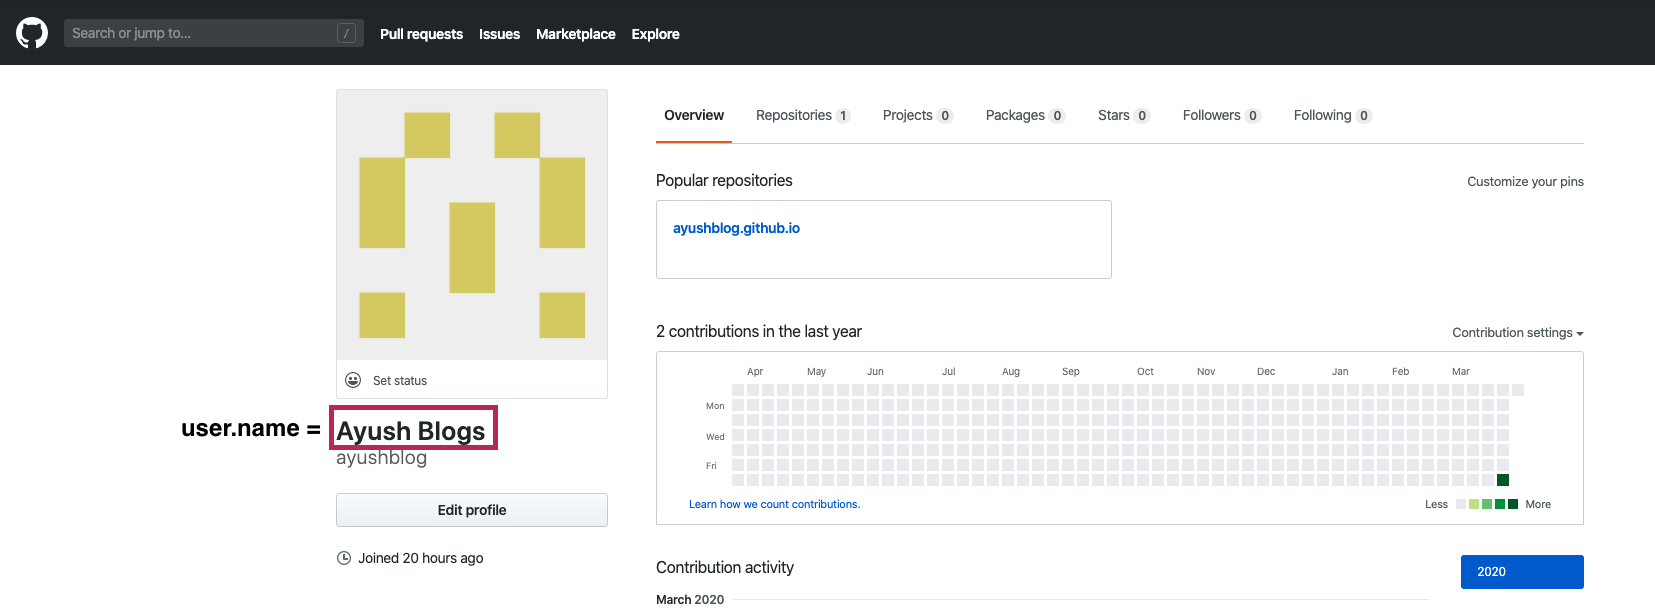 Search or jump to... /
Pull requests Issues Marketplace Explore
Overview Repositories 1 Projects 0 Packages 0 Stars 0 Followers 0 Following 0
Popular repositories Customize your pins
ayushblog.github.io
2 contributions in the last year Contribution settings
Apr May Jun Jul Aug Sep Oct Nov Dec Jan Feb Mar
Mon
Wed
Fri
Learn how we count contributions. Less More
Set status
user.name = Ayush Blogs
ayushblog
Edit profile
Joined 20 hours ago
Contribution activity 2020
March 2020